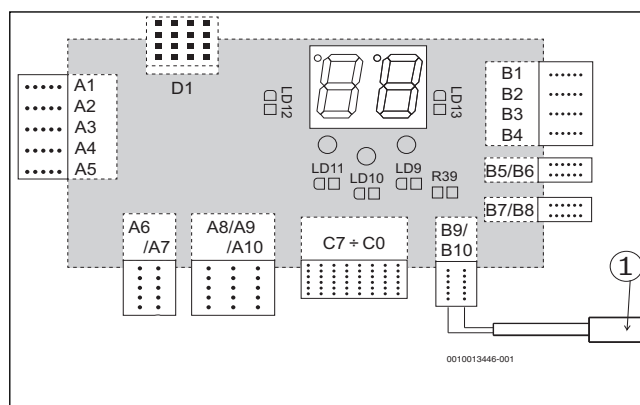 D1
A1
A2
A3
A4
A5
LD12
LD13
B1
B2
B3
B4
LD11
LD10
LD9
R39
B5/B6
B7/B8
A6
/A7
A8/A9
/A10
C7 ÷ C0
B9/
B10
1
0010013446-001